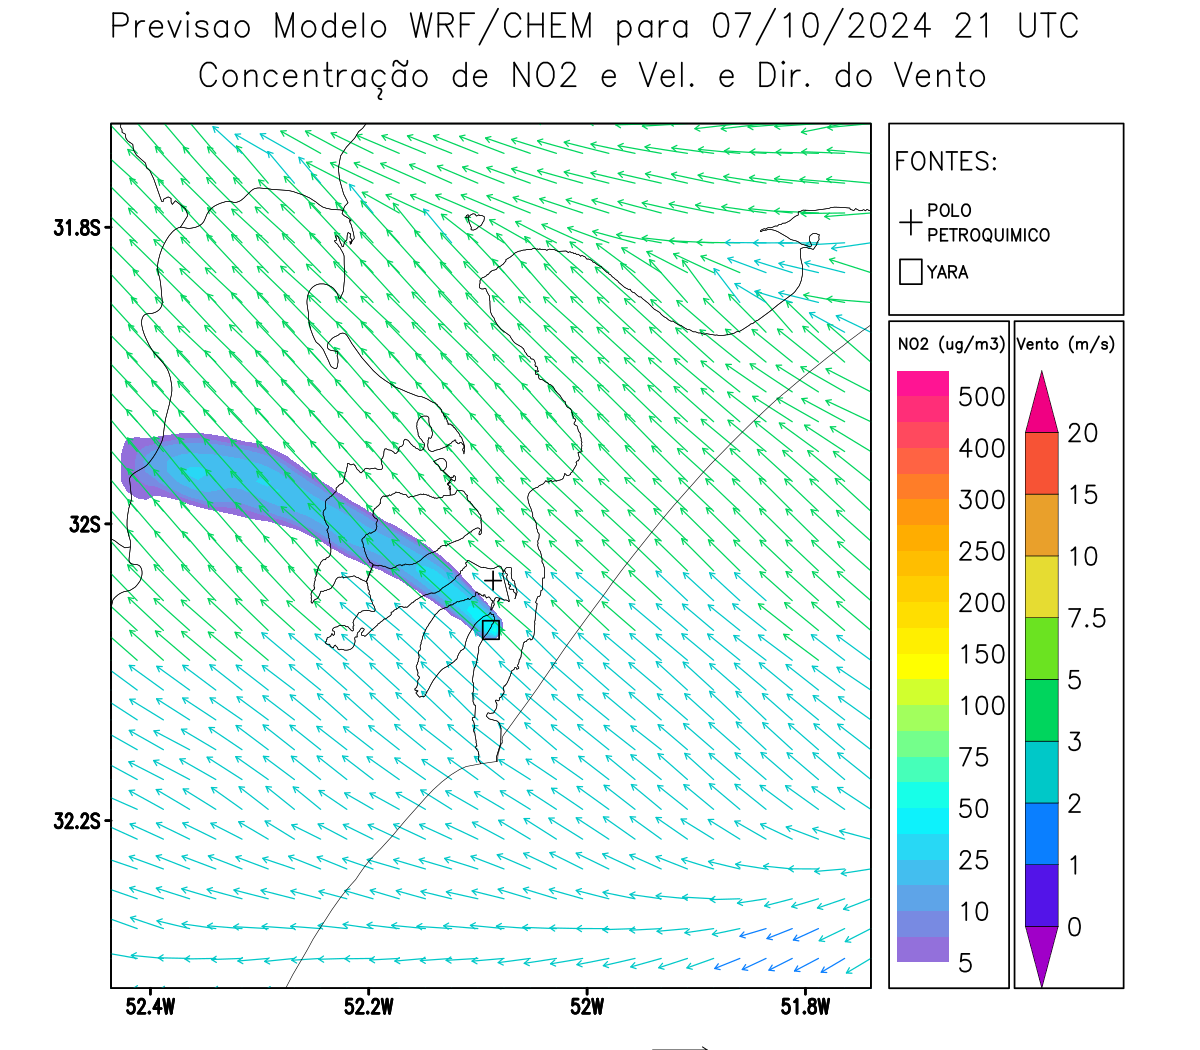 Previsao Modelo WRF/CHEM para 07/10/2024 21 UTC
Concentração de NO2 e Vel. e Dir. do Vento
FONTES:
POLO
PETROQUIMICO
YARA
NO2 (ug/m3)
500
400
300
250
200
150
100
75
50
25
10
5
Vento (m/s)
20
15
10
7.5
5
3
2
1
0
31.8S
32S
32.2S
52.4W
52.2W
52W
51.8W